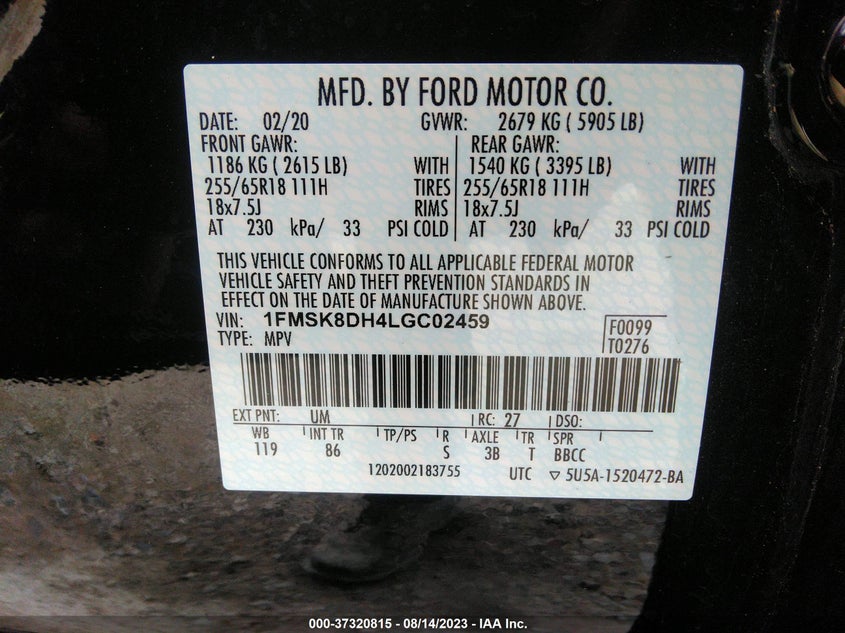 MFD. BY FORD MOTOR CO.
DATE: 02/20 GVWR: 2679 KG ( 5905 LB)
FRONT GAWR: REAR GAWR:
1186 KG ( 2615 LB) WITH 1540 KG ( 3395 LB) WITH
255/65R18 111H TIRES 255/65R18 111H TIRES
18x7.5J RIMS 18x7.5J RIMS
AT 230 kPa/ 33 PSI COLD AT 230 kPa/ 33 PSI COLD
THIS VEHICLE CONFORMS TO ALL APPLICABLE FEDERAL MOTOR
VEHICLE SAFETY AND THEFT PREVENTION STANDARDS IN
EFFECT ON THE DATE OF MANUFACTURE SHOWN ABOVE.
VIN: 1FMSK8DH4LGC02459 F0099
TYPE: MPV T0276
EXT PNT: UM RC: 27 DSO:
WB INT TR TP/PS R AXLE TR SPR
119 86 S 3B T BBCC
1202002183755 UTC ▽ 5U5A-1520472-BA
000-37320815 - 08/14/2023 - IAA Inc.